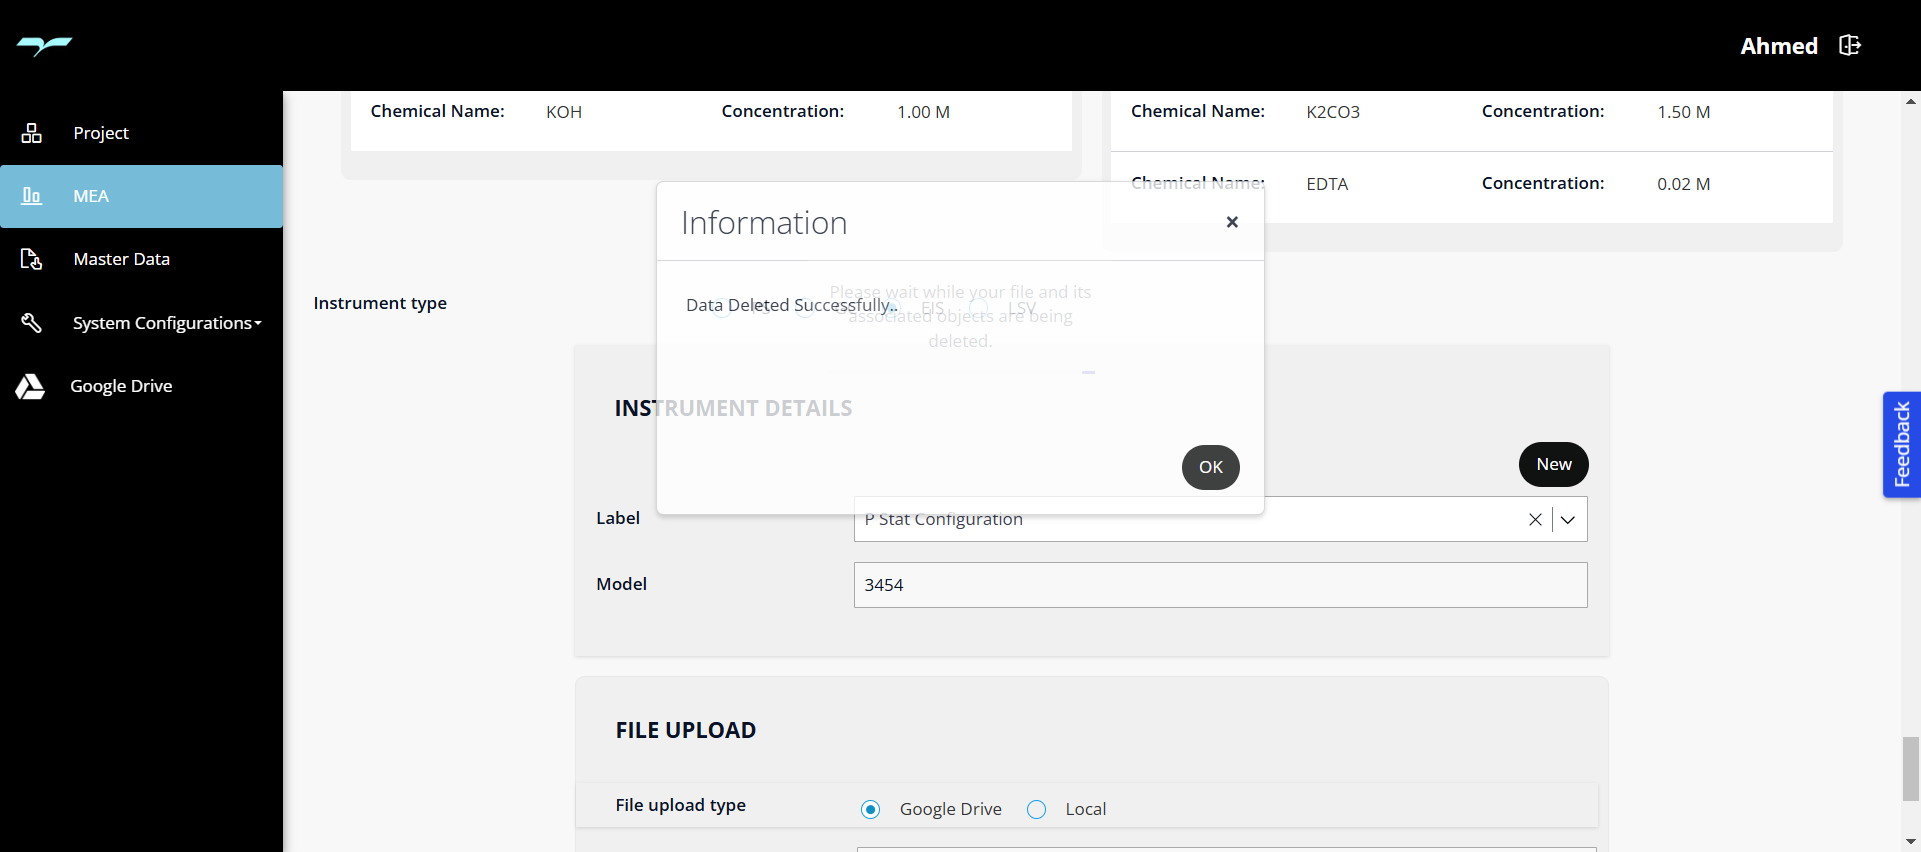 Ahmed
Project
MEA
Master Data
System Configurations
Google Drive
Chemical Name: KOH Concentration: 1.00 M
Chemical Name: K2CO3 Concentration: 1.50 M
Chemical Name: EDTA Concentration: 0.02 M
Information
×
Data Deleted Successfully..
Please wait while your file and its
associated objects are being
deleted.
OK
Instrument type
EIS LSV
INSTRUMENT DETAILS
New
Label P Stat Configuration
Model 3454
FILE UPLOAD
File upload type Google Drive Local
Feedback